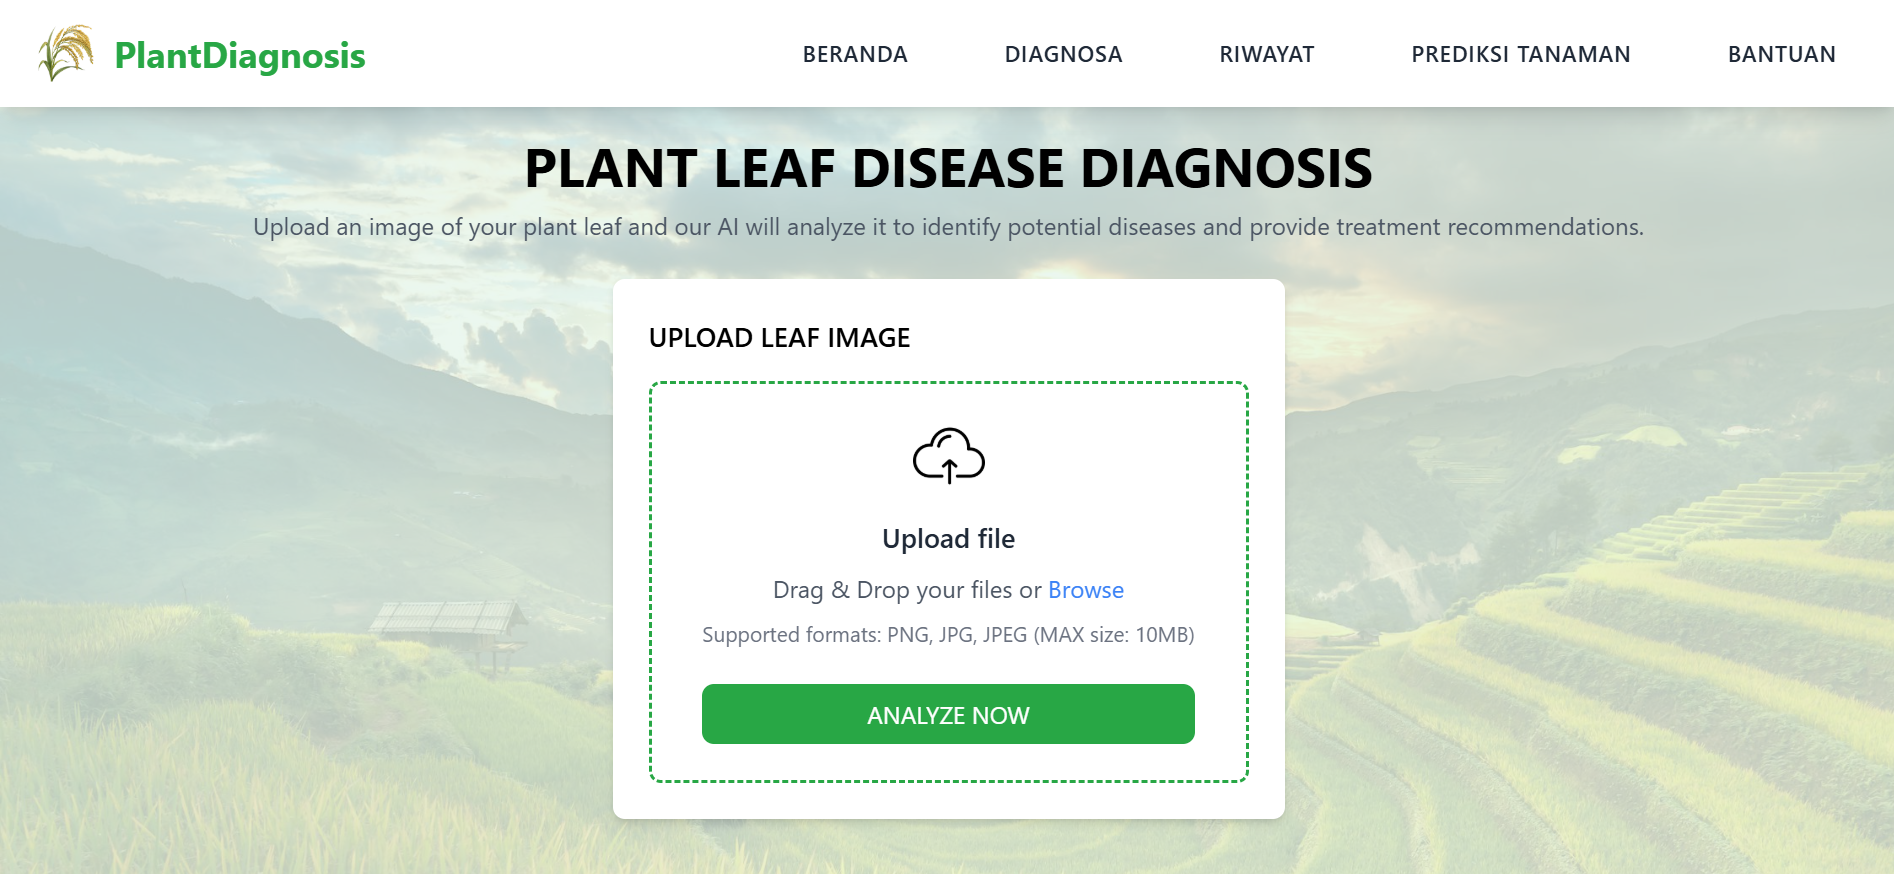 PlantDiagnosis
BERANDA
DIAGNOSA
RIWAYAT
PREDIKSI TANAMAN
BANTUAN
PLANT LEAF DISEASE DIAGNOSIS
Upload an image of your plant leaf and our AI will analyze it to identify potential diseases and provide treatment recommendations.
UPLOAD LEAF IMAGE
Upload file
Drag & Drop your files or Browse
Supported formats: PNG, JPG, JPEG (MAX size: 10MB)
ANALYZE NOW